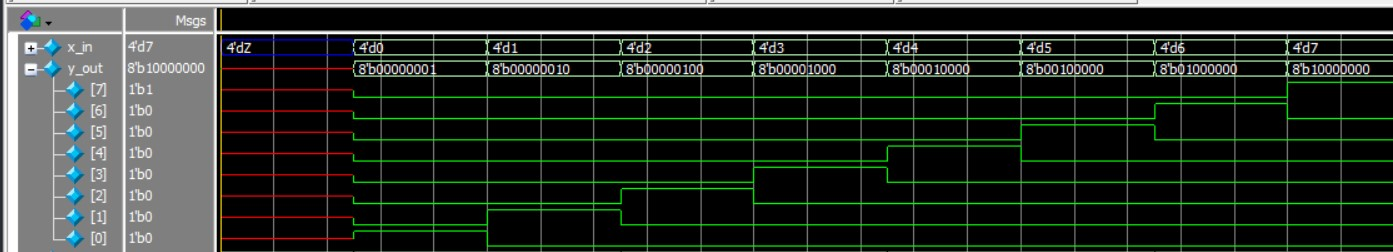 Msgs
x_in 4'd7 4'dZ 4'd0 4'd1 4'd2 4'd3 4'd4 4'd5 4'd6 4'd7
y_out 8'b10000000 8'b00000001 8'b00000010 8'b00000100 8'b00001000 8'b00010000 8'b00100000 8'b01000000 8'b10000000
[7] 1'b1
[6] 1'b0
[5] 1'b0
[4] 1'b0
[3] 1'b0
[2] 1'b0
[1] 1'b0
[0] 1'b0